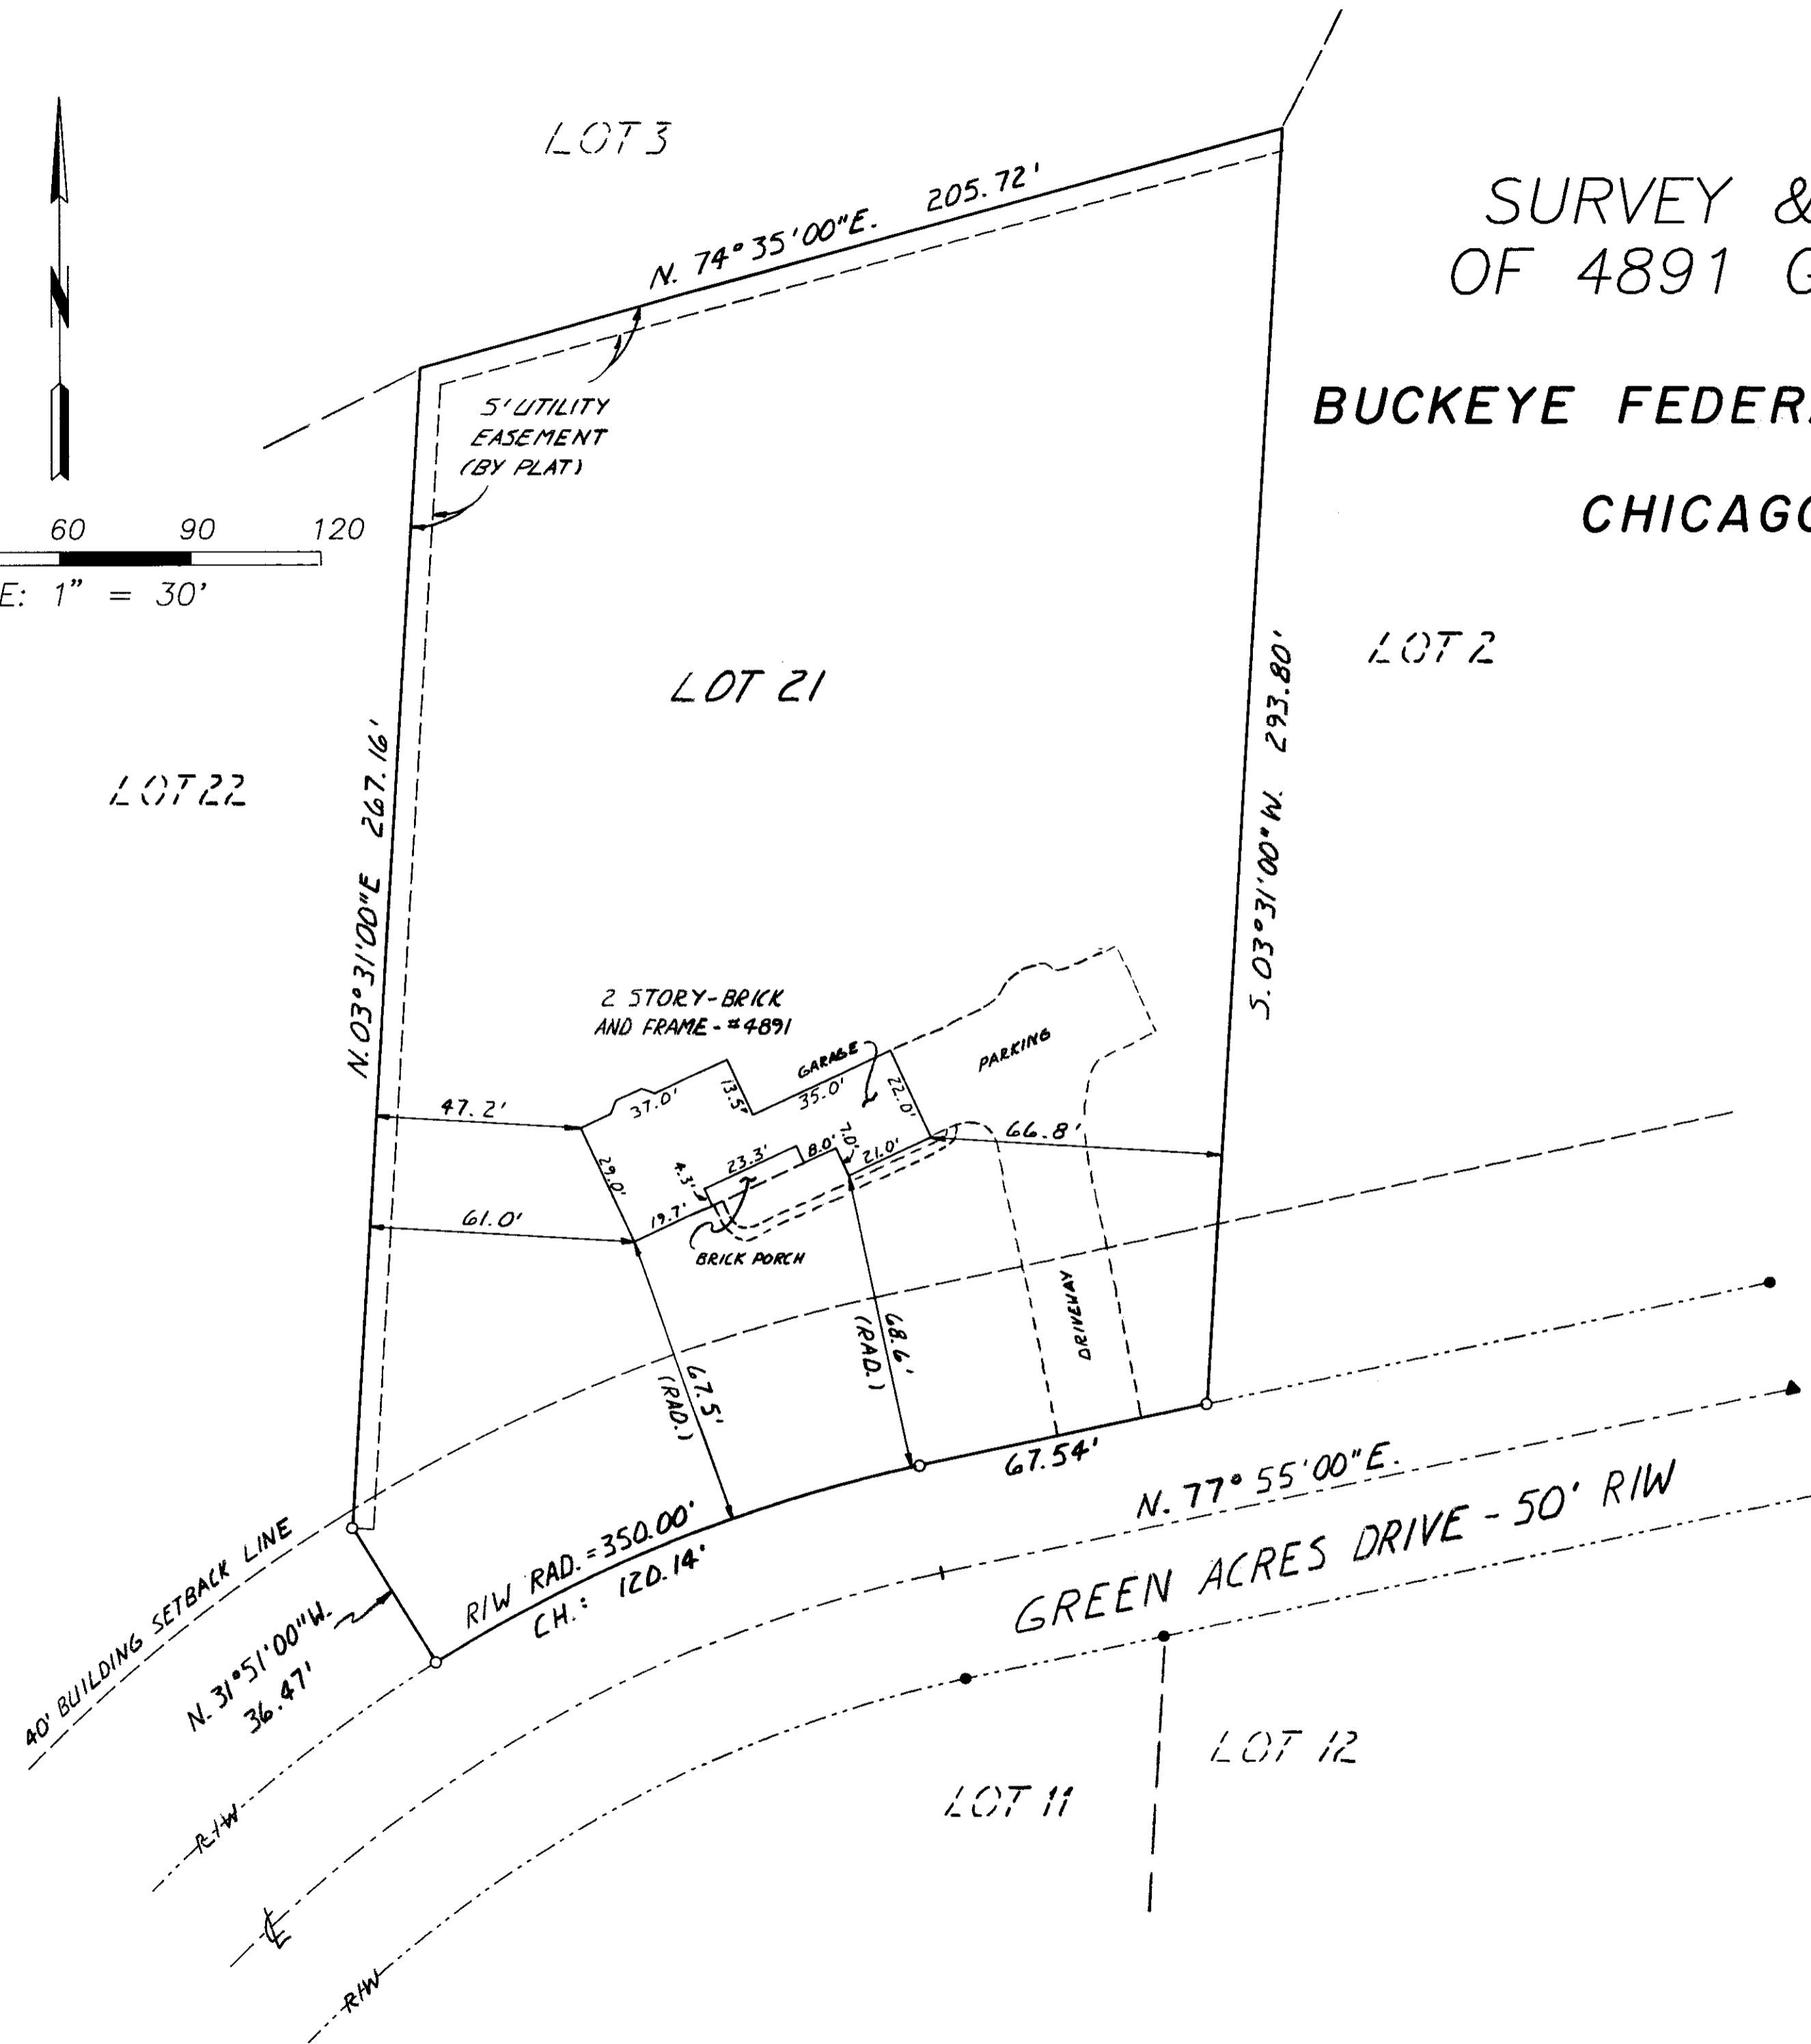 LOT 3
SURVEY &
OF 4891 G
BUCKEYE FEDER
CHICAGO
N
60 90 120
E: 1" = 30'
N. 74° 35' 00" E. 205.72'
5' UTILITY
EASEMENT
(BY PLAT)
LOT 21
LOT 2
LOT 22
N. 03° 31' 00" E 267.16'
S. 03° 31' 00" W. 293.80'
2 STORY-BRICK
AND FRAME - #4891
GARAGE
PARKING
37.0'
13.5'
35.0'
22.0'
47.2'
66.8'
29.0'
4.3'
23.3'
8.0'
7.0'
21.0'
19.7'
61.0'
BRICK PORCH
67.5'
(RAD.)
68.6'
(RAD.)
DRIVEWAY
67.54'
R/W RAD. = 350.00'
CH.: 120.14'
40' BUILDING SETBACK LINE
N. 31° 51' 00" W.
36.47'
N. 77° 55' 00" E.
GREEN ACRES DRIVE - 50' R/W
R/W
℄
R/W
LOT 11
LOT 12